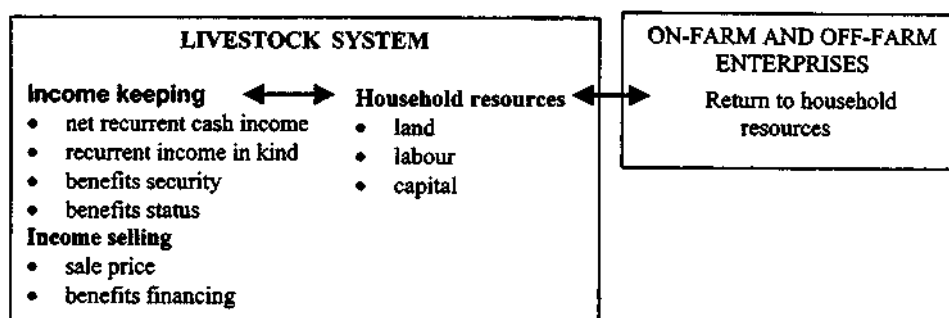 LIVESTOCK SYSTEM
Income keeping
• net recurrent cash income
• recurrent income in kind
• benefits security
• benefits status
Income selling
• sale price
• benefits financing
Household resources
• land
• labour
• capital
ON-FARM AND OFF-FARM
ENTERPRISES
Return to household
resources